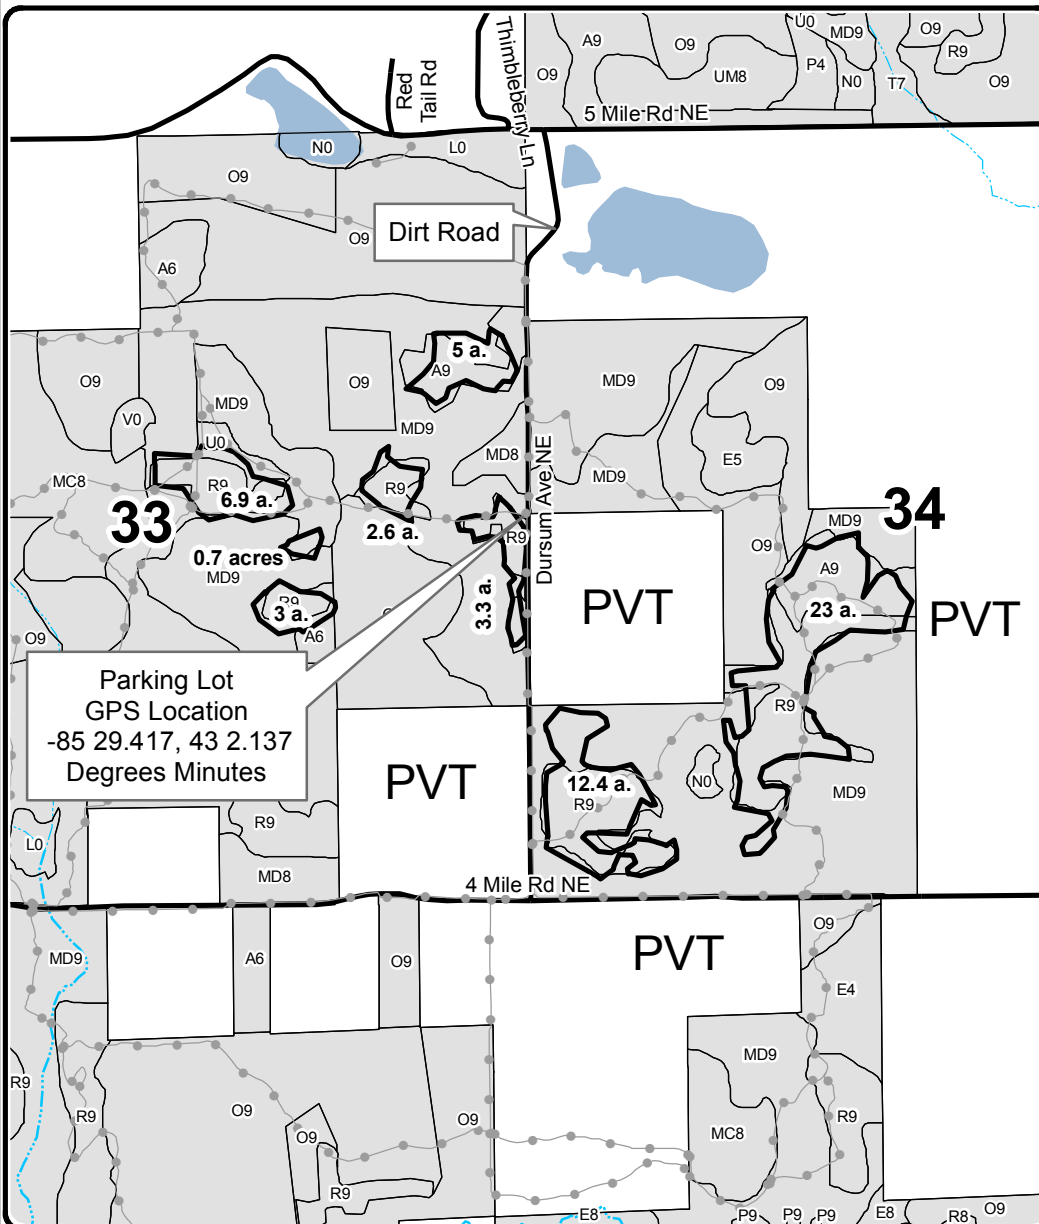 Thimbleberry Ln
U0
MD9
O9
A9
O9
R9
O9
UM8
P4
N0
T7
O9
Red
Tail Rd
5 Mile Rd NE
N0
L0
O9
Dirt Road
O9
A6
5 a.
A9
O9
O9
MD9
O9
MD9
V0
MD9
U0
MD8
E5
MC8
R9
6.9 a.
R9
MD9
33
2.6 a.
R9
Dursum Ave NE
34
MD9
O9
0.7 acres
MD9
A9
R9
3 a.
3.3 a.
PVT
23 a.
PVT
O9
A6
Parking Lot
GPS Location
-85 29.417, 43 2.137
Degrees Minutes
R9
PVT
12.4 a.
R9
N0
MD9
R9
L0
MD8
4 Mile Rd NE
MD9
A6
O9
PVT
O9
E4
MD9
R9
O9
R9
O9
O9
MC8
R9
R9
E8
P9
P9
P9
E8
R8
O9